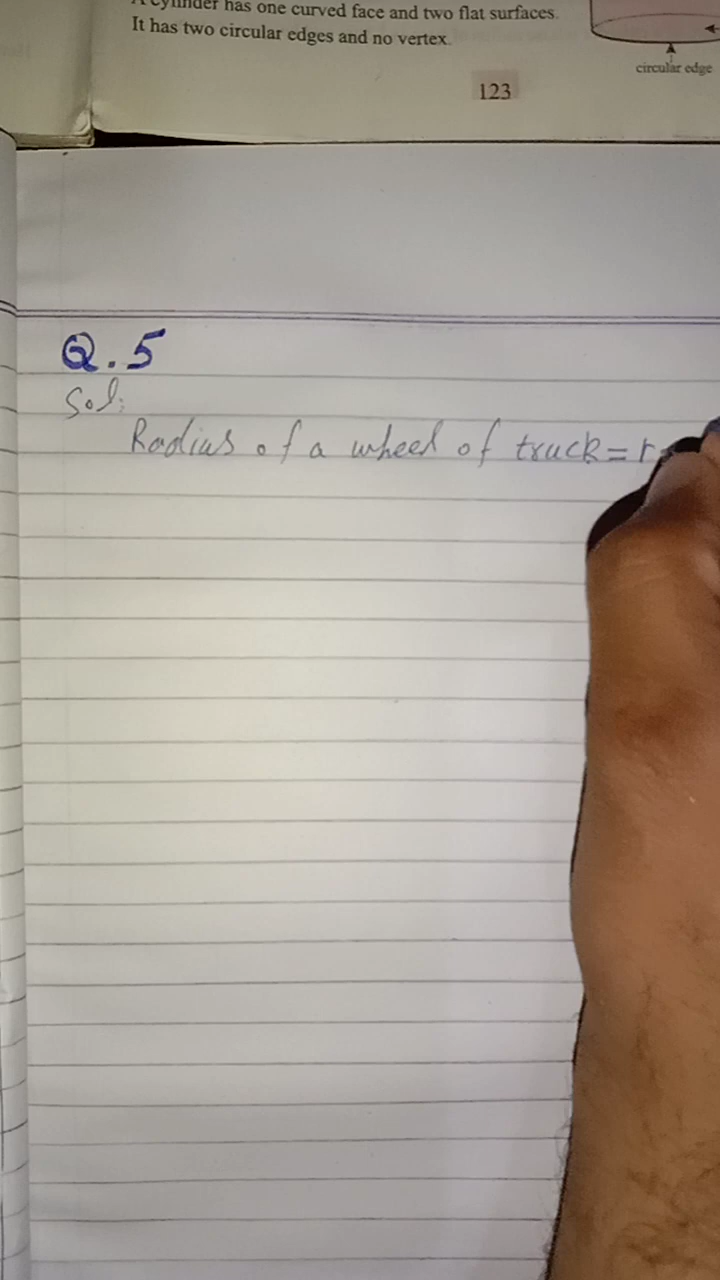 A cylinder has one curved face and two flat surfaces.
It has two circular edges and no vertex.
circular edge
123
Q.5
Sol:
Radius of a wheel of truck = r =